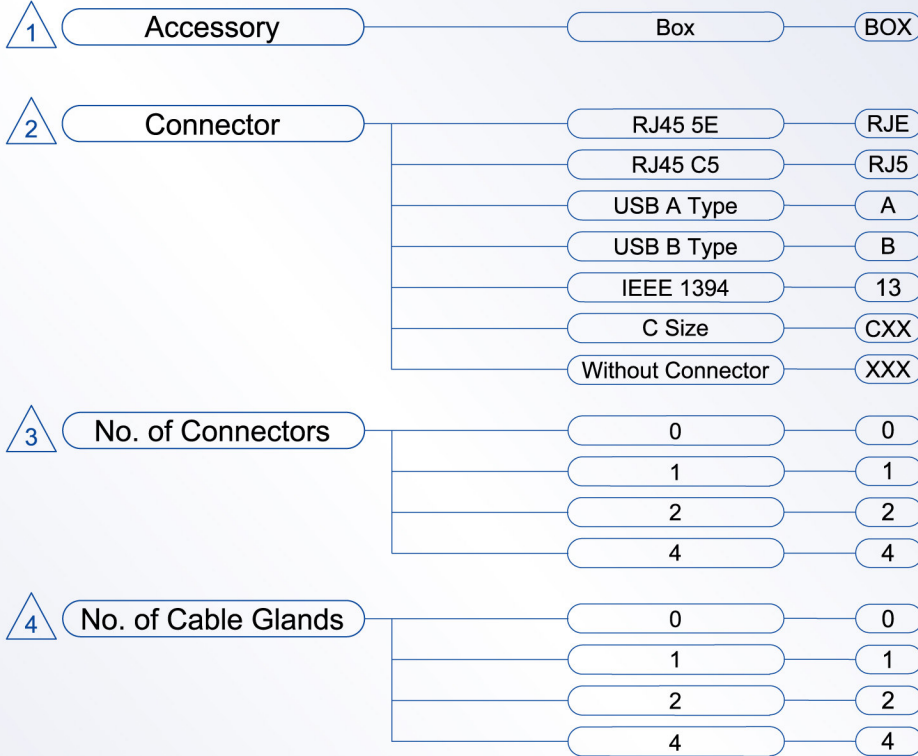 1 Accessory Box BOX
2 Connector RJ45 5E RJE
RJ45 C5 RJ5
USB A Type A
USB B Type B
IEEE 1394 13
C Size CXX
Without Connector XXX
3 No. of Connectors 0 0
1 1
2 2
4 4
4 No. of Cable Glands 0 0
1 1
2 2
4 4